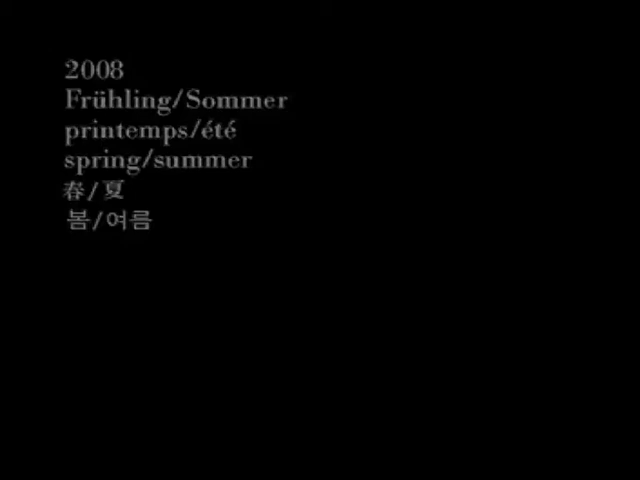 2008
Frühling/Sommer
printemps/été
spring/summer
春/夏
봄/여름